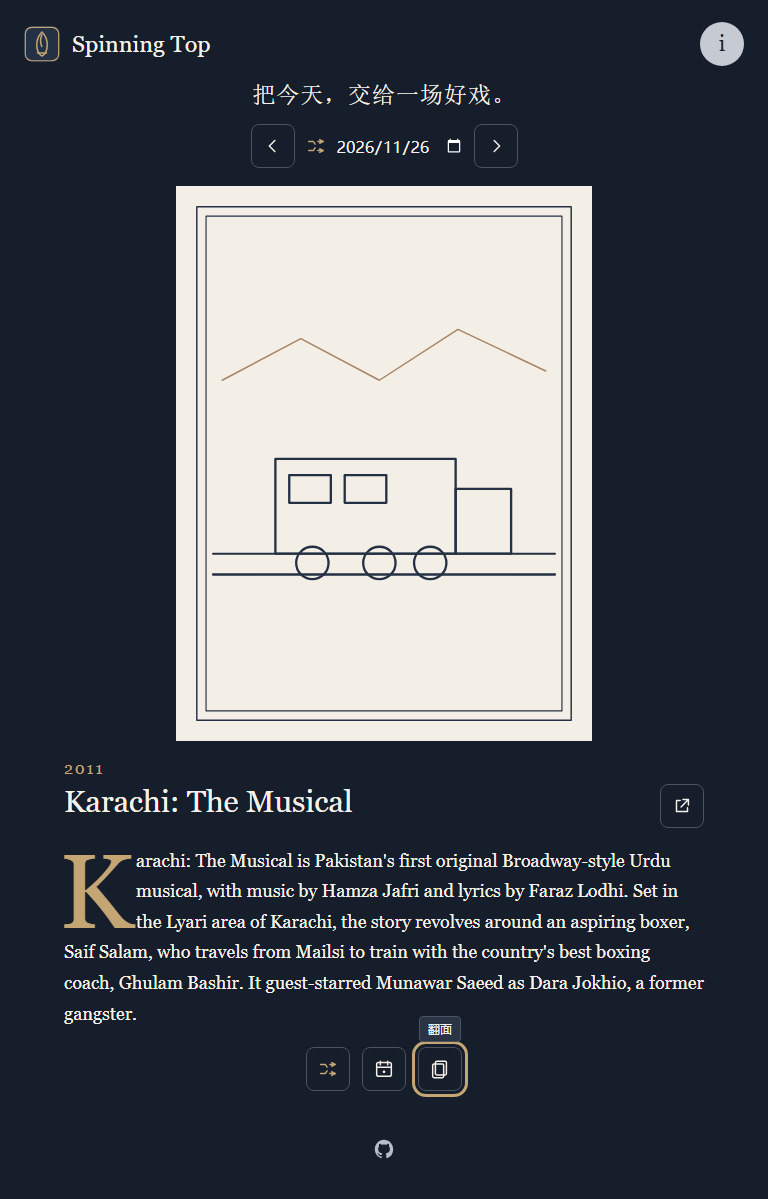 Spinning Top
i
把今天，交给一场好戏。
2026/11/26
2011
Karachi: The Musical
Karachi: The Musical is Pakistan's first original Broadway-style Urdu
musical, with music by Hamza Jafri and lyrics by Faraz Lodhi. Set in
the Lyari area of Karachi, the story revolves around an aspiring boxer,
Saif Salam, who travels from Mailsi to train with the country's best boxing
coach, Ghulam Bashir. It guest-starred Munawar Saeed as Dara Jokhio, a former
gangster.
翻面